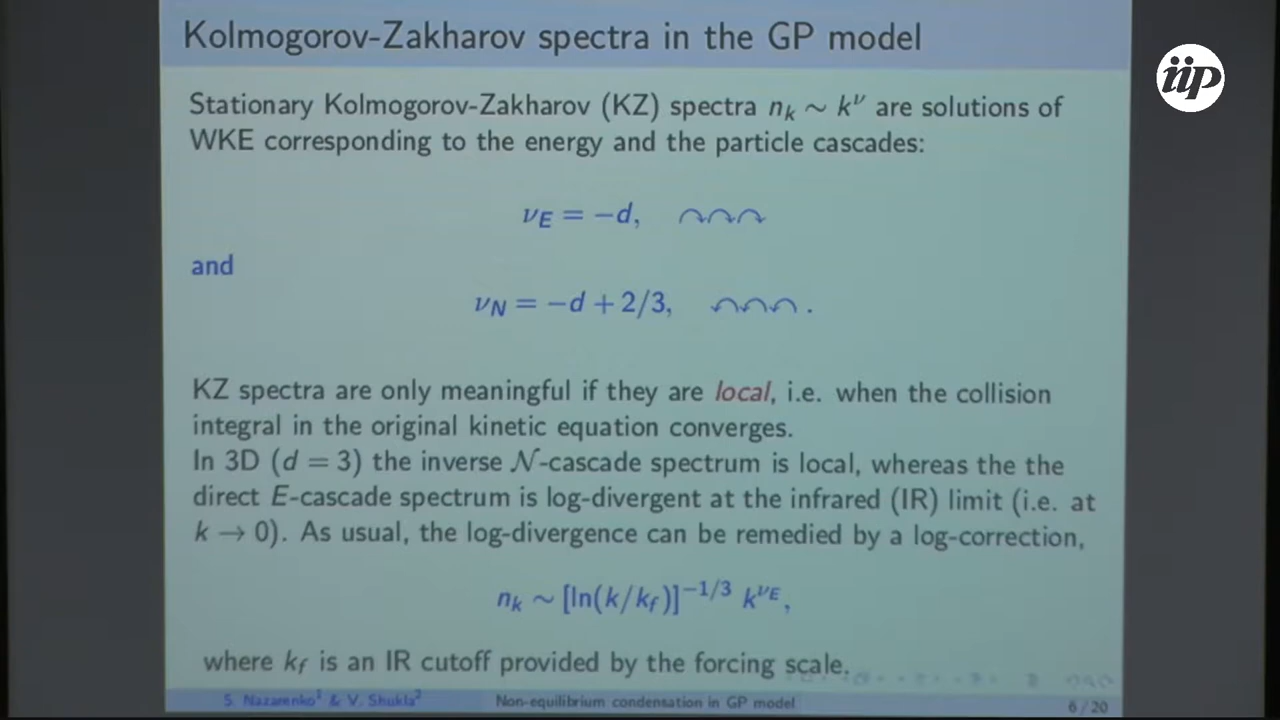 Kolmogorov-Zakharov spectra in the GP model
iip
Stationary Kolmogorov-Zakharov (KZ) spectra nₖ ∼ k^ν are solutions of
WKE corresponding to the energy and the particle cascades:
ν_E = −d,
and
ν_N = −d + 2/3, .
KZ spectra are only meaningful if they are local, i.e. when the collision
integral in the original kinetic equation converges.
In 3D (d = 3) the inverse 𝒩-cascade spectrum is local, whereas the the
direct E-cascade spectrum is log-divergent at the infrared (IR) limit (i.e. at
k → 0). As usual, the log-divergence can be remedied by a log-correction,
nₖ ∼ [ln(k/k_f)]^{−1/3} k^{ν_E},
where k_f is an IR cutoff provided by the forcing scale.
S. Nazarenko¹ & V. Shukla² Non-equilibrium condensation in GP model 6 / 20